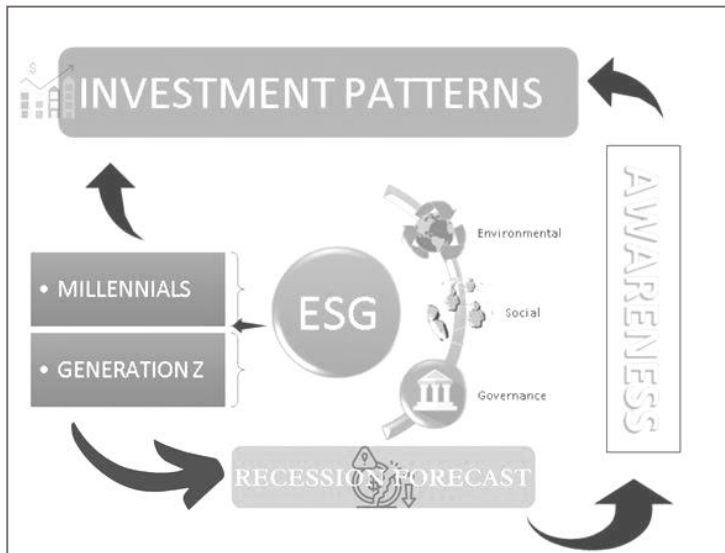 INVESTMENT PATTERNS
$
AWARENESS
Environmental
• MILLENNIALS
ESG
Social
• GENERATION Z
Governance
RECESSION FORECAST